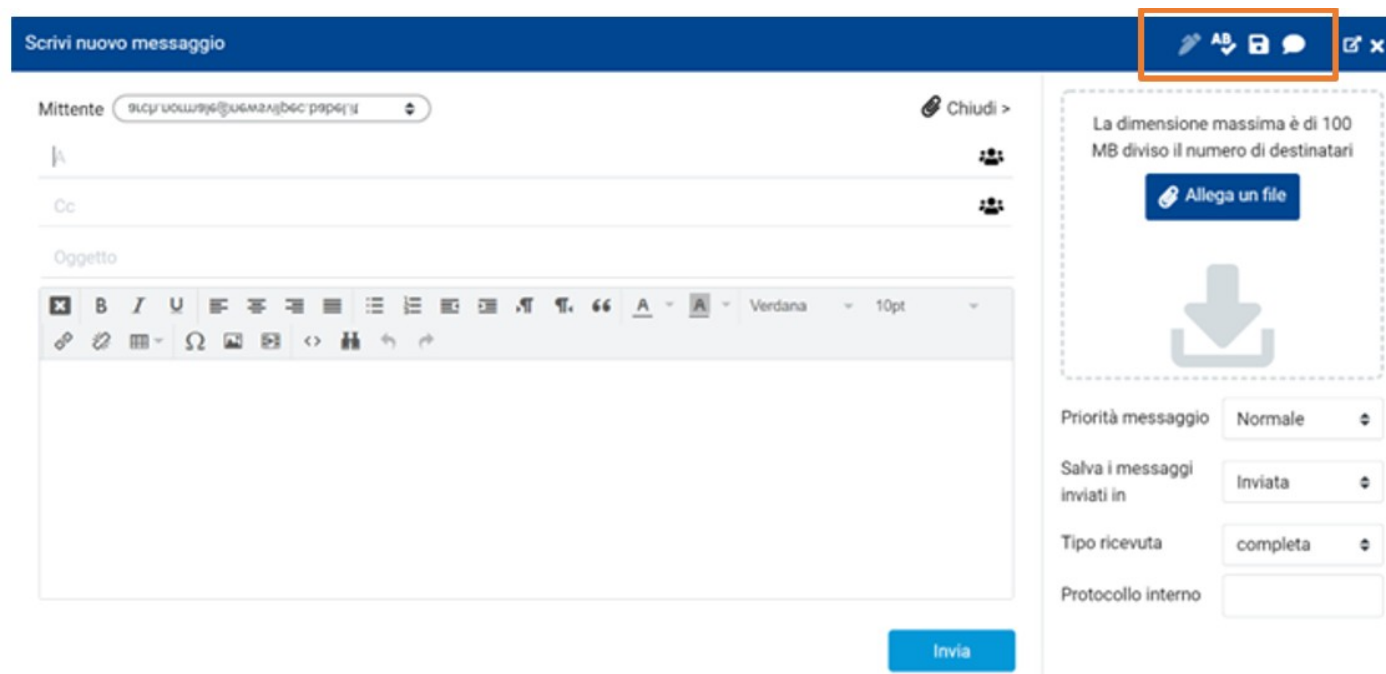 Scrivi nuovo messaggio
Mittente
Chiudi >
A
Cc
Oggetto
Verdana 10pt
La dimensione massima è di 100
MB diviso il numero di destinatari
Allega un file
Priorità messaggio Normale
Salva i messaggi
inviati in Inviata
Tipo ricevuta completa
Protocollo interno
Invia